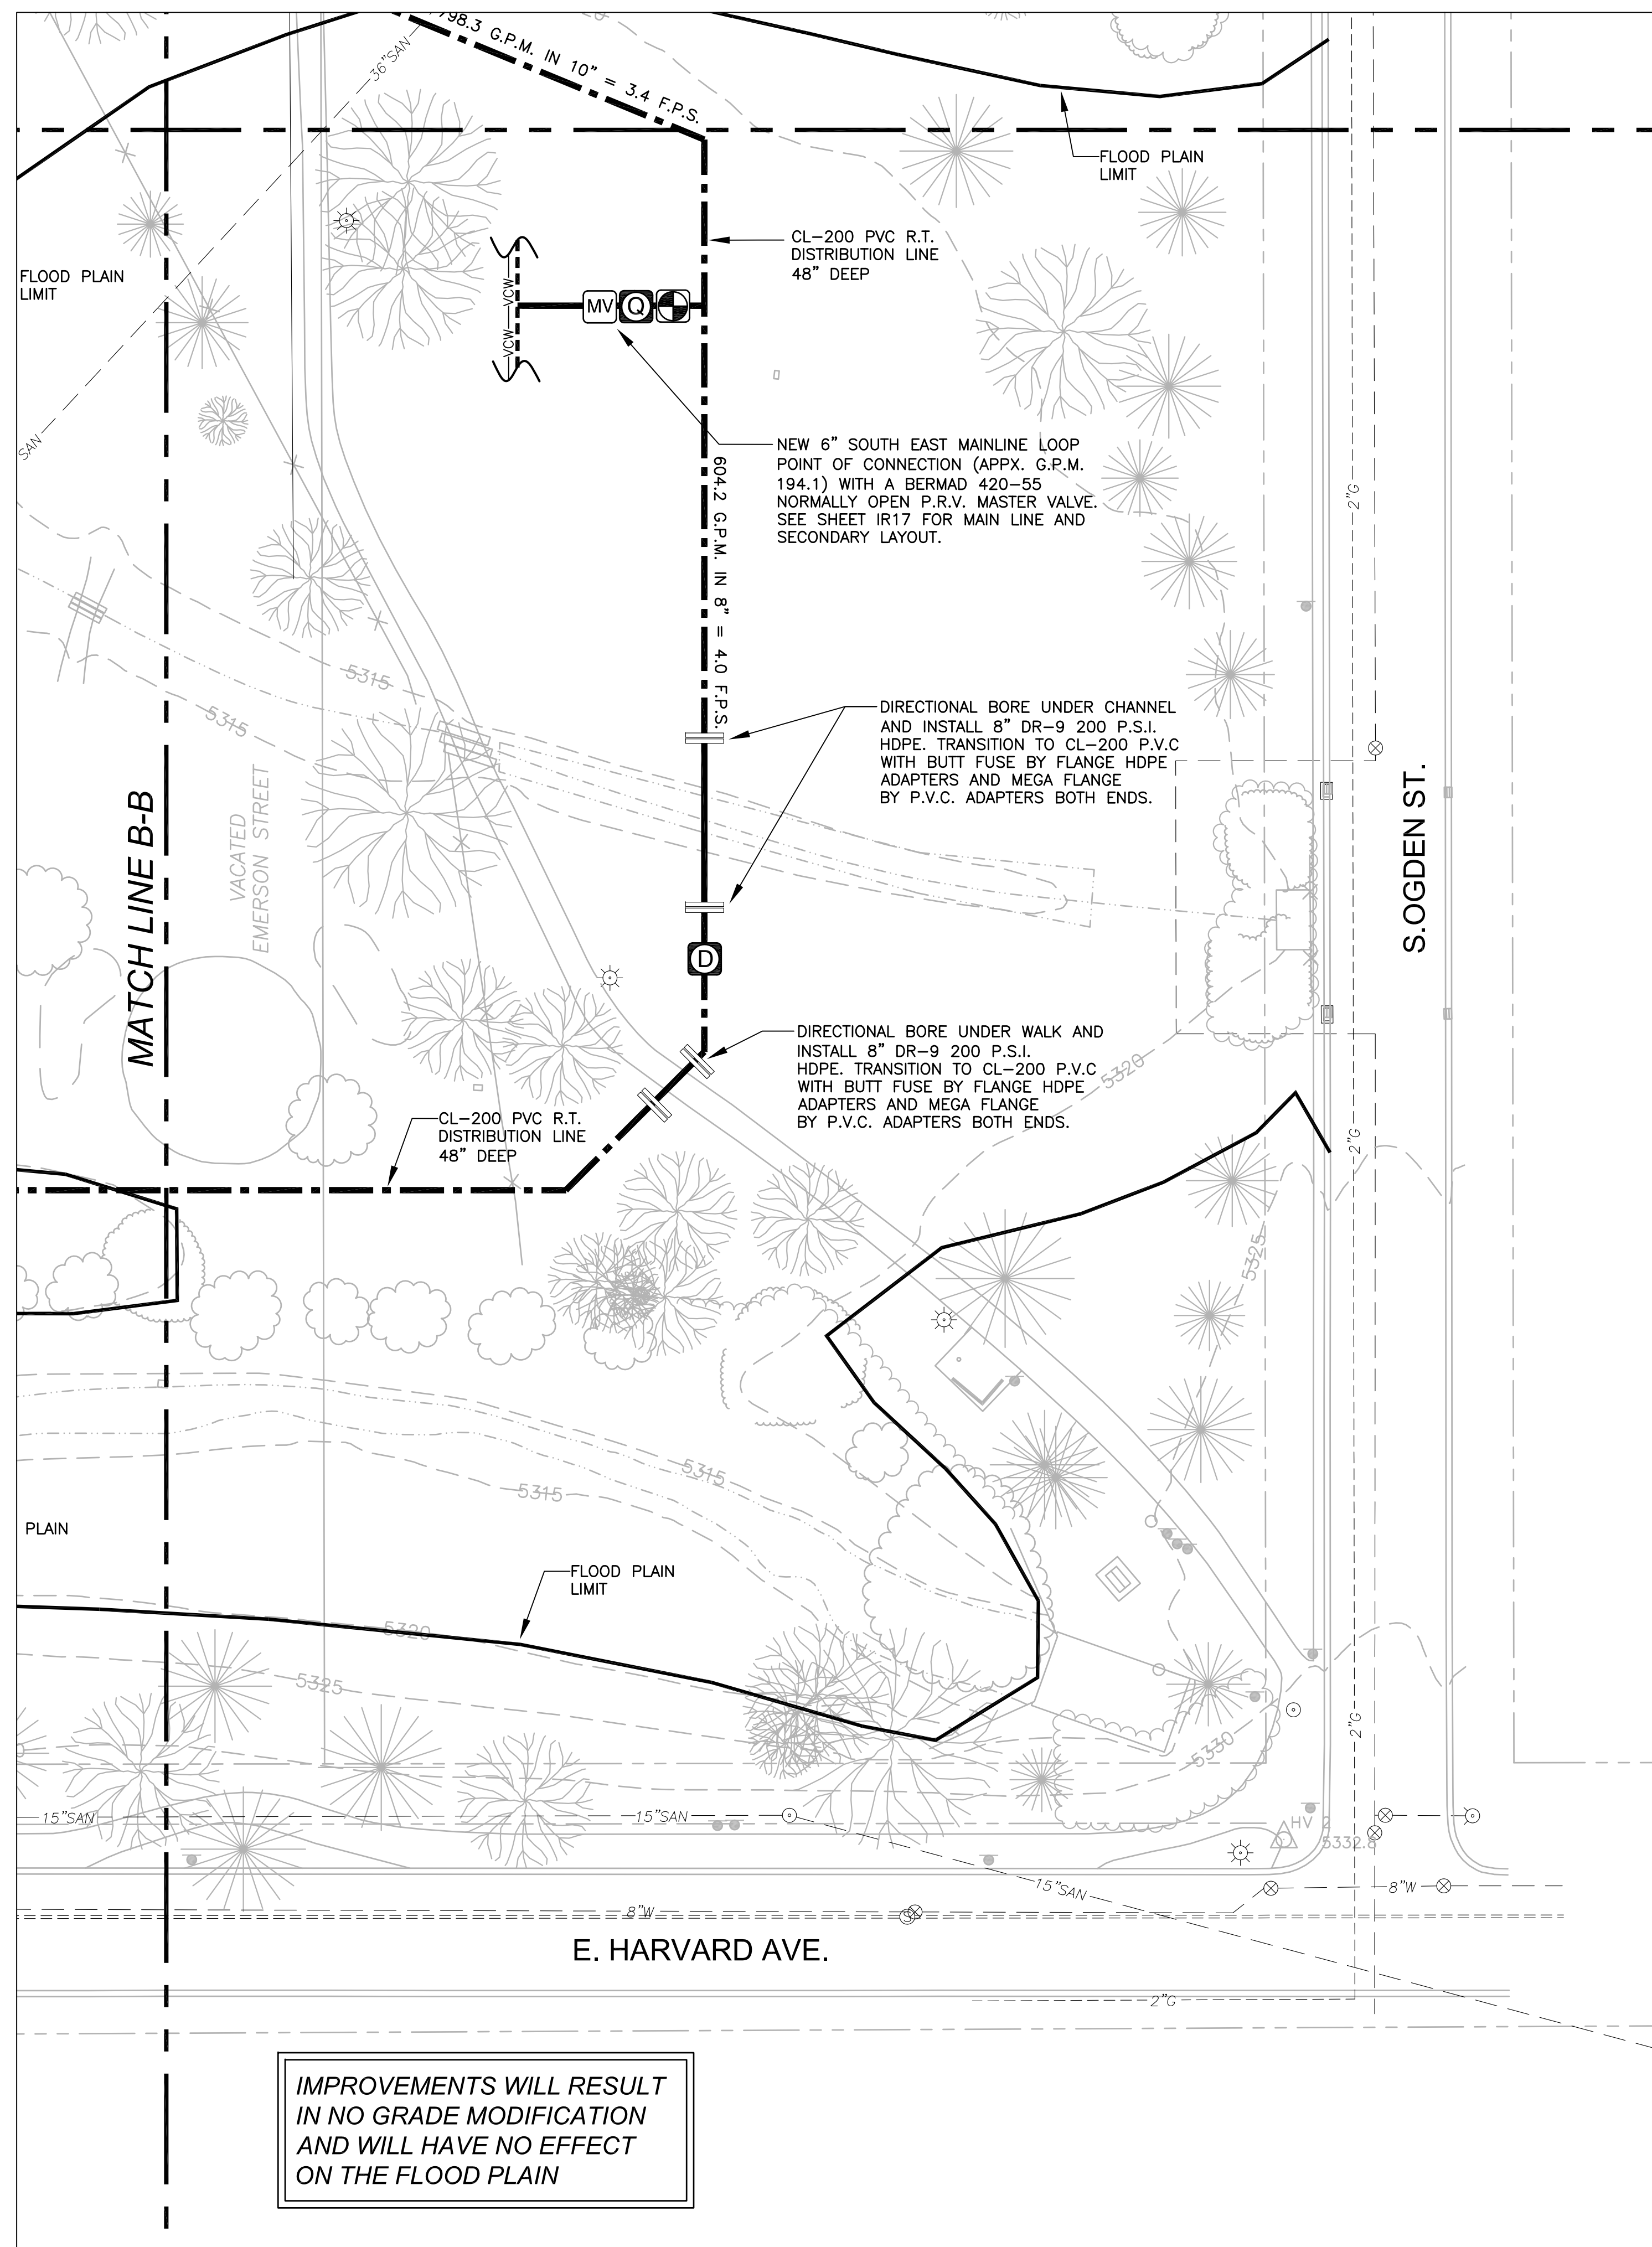 798.3 G.P.M. IN 10" = 3.4 F.P.S.
36"SAN
FLOOD PLAIN
LIMIT
CL-200 PVC R.T.
DISTRIBUTION LINE
48" DEEP
FLOOD PLAIN
LIMIT
VCW
VCW
MV
Q
SAN
NEW 6" SOUTH EAST MAINLINE LOOP
POINT OF CONNECTION (APPX. G.P.M.
194.1) WITH A BERMAD 420-55
NORMALLY OPEN P.R.V. MASTER VALVE.
SEE SHEET IR17 FOR MAIN LINE AND
SECONDARY LAYOUT.
604.2 G.P.M. IN 8" = 4.0 F.P.S.
2"G
5315
5315
DIRECTIONAL BORE UNDER CHANNEL
AND INSTALL 8" DR-9 200 P.S.I.
HDPE. TRANSITION TO CL-200 P.V.C
WITH BUTT FUSE BY FLANGE HDPE
ADAPTERS AND MEGA FLANGE
BY P.V.C. ADAPTERS BOTH ENDS.
S.OGDEN ST.
MATCH LINE B-B
VACATED
EMERSON STREET
D
DIRECTIONAL BORE UNDER WALK AND
INSTALL 8" DR-9 200 P.S.I.
HDPE. TRANSITION TO CL-200 P.V.C
WITH BUTT FUSE BY FLANGE HDPE
ADAPTERS AND MEGA FLANGE
BY P.V.C. ADAPTERS BOTH ENDS.
5320
CL-200 PVC R.T.
DISTRIBUTION LINE
48" DEEP
2"G
5325
5315
5315
PLAIN
FLOOD PLAIN
LIMIT
5320
5325
2"G
5330
15"SAN
15"SAN
HV 2
5332.8
15"SAN
8"W
8"W
S
E. HARVARD AVE.
2"G
IMPROVEMENTS WILL RESULT
IN NO GRADE MODIFICATION
AND WILL HAVE NO EFFECT
ON THE FLOOD PLAIN